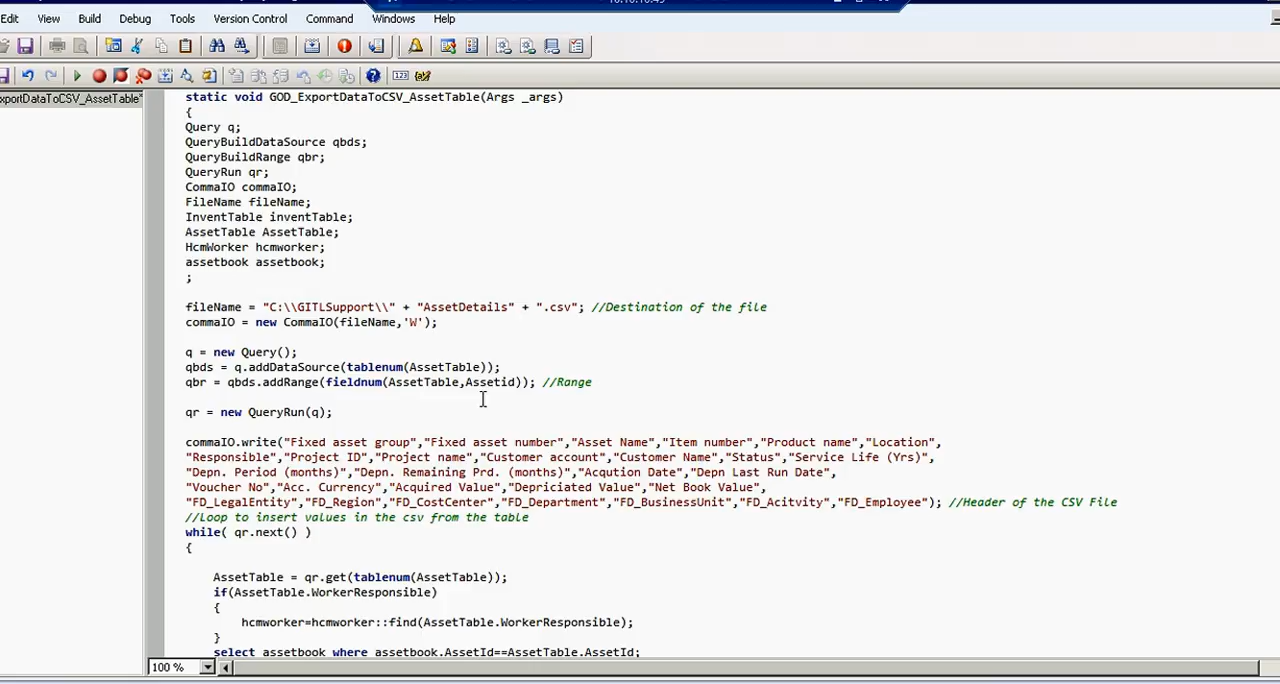 Edit View Build Debug Tools Version Control Command Windows Help
xportDataToCSV_AssetTable*
static void GOD_ExportDataToCSV_AssetTable(Args _args)
{
Query q;
QueryBuildDataSource qbds;
QueryBuildRange qbr;
QueryRun qr;
CommaIO commaIO;
FileName fileName;
InventTable inventTable;
AssetTable AssetTable;
HcmWorker hcmworker;
assetbook assetbook;
;
fileName = "C:\\GITLSupport\\" + "AssetDetails" + ".csv"; //Destination of the file
commaIO = new CommaIO(fileName,'W');
q = new Query();
qbds = q.addDataSource(tablenum(AssetTable));
qbr = qbds.addRange(fieldnum(AssetTable,Assetid)); //Range
qr = new QueryRun(q);
commaIO.write("Fixed asset group","Fixed asset number","Asset Name","Item number","Product name","Location",
"Responsible","Project ID","Project name","Customer account","Customer Name","Status","Service Life (Yrs)",
"Depn. Period (months)","Depn. Remaining Prd. (months)","Acqution Date","Depn Last Run Date",
"Voucher No","Acc. Currency","Acquired Value","Depriciated Value","Net Book Value",
"FD_LegalEntity","FD_Region","FD_CostCenter","FD_Department","FD_BusinessUnit","FD_Acitvity","FD_Employee"); //Header of the CSV File
//Loop to insert values in the csv from the table
while( qr.next() )
{
AssetTable = qr.get(tablenum(AssetTable));
if(AssetTable.WorkerResponsible)
{
hcmworker=hcmworker::find(AssetTable.WorkerResponsible);
}
select assetbook where assetbook.AssetId==AssetTable.AssetId;
100 %